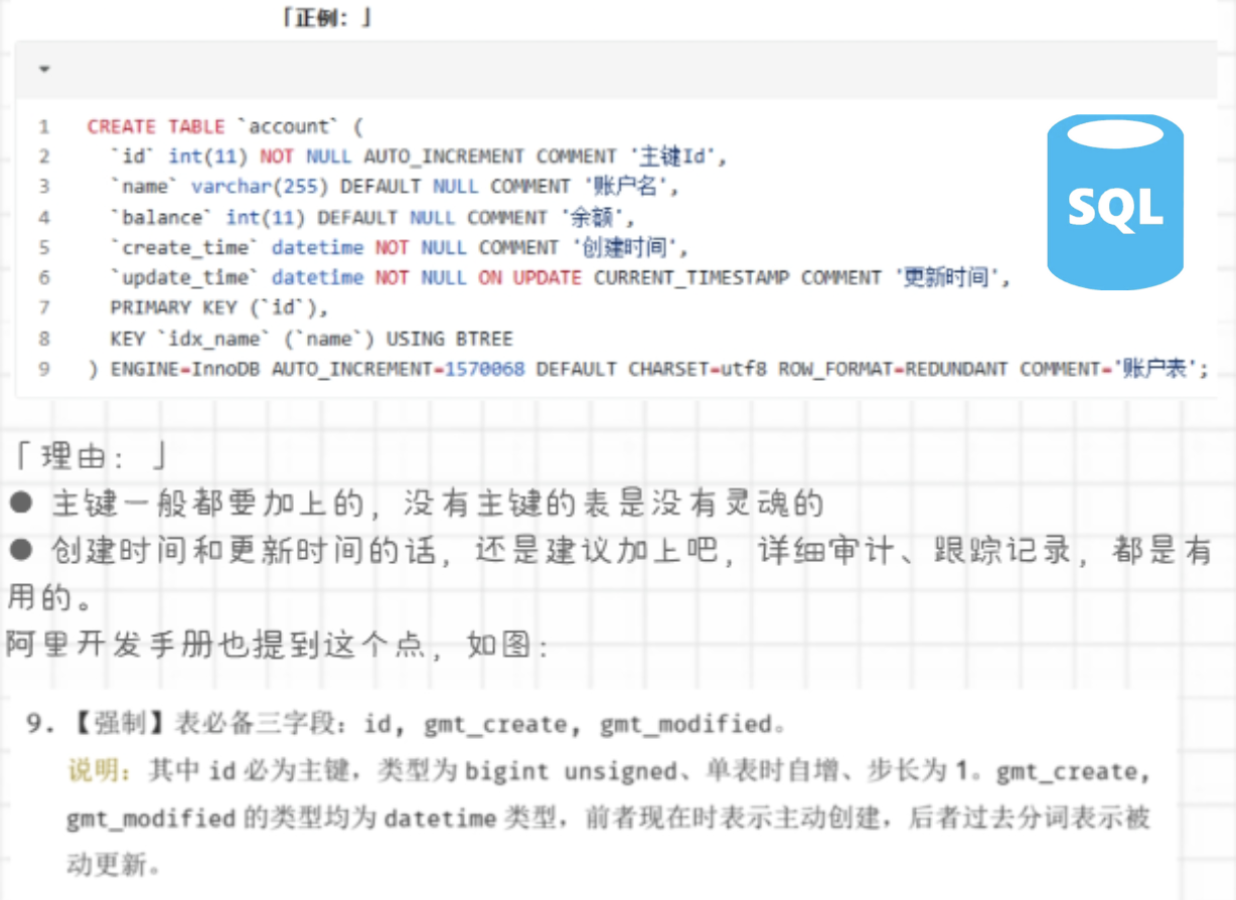 「正例：」
1 CREATE TABLE `account` (
2 `id` int(11) NOT NULL AUTO_INCREMENT COMMENT '主键Id',
3 `name` varchar(255) DEFAULT NULL COMMENT '账户名',
4 `balance` int(11) DEFAULT NULL COMMENT '余额',
5 `create_time` datetime NOT NULL COMMENT '创建时间',
6 `update_time` datetime NOT NULL ON UPDATE CURRENT_TIMESTAMP COMMENT '更新时间',
7 PRIMARY KEY (`id`),
8 KEY `idx_name` (`name`) USING BTREE
9 ) ENGINE=InnoDB AUTO_INCREMENT=1570068 DEFAULT CHARSET=utf8 ROW_FORMAT=REDUNDANT COMMENT='账户表';
SQL
「理由：」
● 主键一般都要加上的，没有主键的表是没有灵魂的
● 创建时间和更新时间的话，还是建议加上吧，详细审计、跟踪记录，都是有
用的。
阿里开发手册也提到这个点，如图：
9.【强制】表必备三字段：id, gmt_create, gmt_modified。
说明：其中 id 必为主键，类型为 bigint unsigned、单表时自增、步长为 1。gmt_create,
gmt_modified 的类型均为 datetime 类型，前者现在时表示主动创建，后者过去分词表示被
动更新。